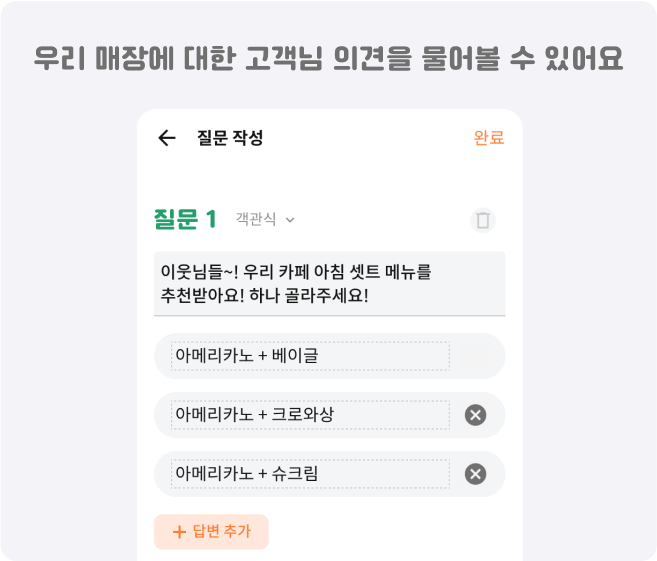 우리 매장에 대한 고객님 의견을 물어볼 수 있어요
질문 작성 완료
질문 1 객관식
이웃님들~! 우리 카페 아침 셋트 메뉴를
추천받아요! 하나 골라주세요!
아메리카노 + 베이글
아메리카노 + 크로와상
아메리카노 + 슈크림
+ 답변 추가